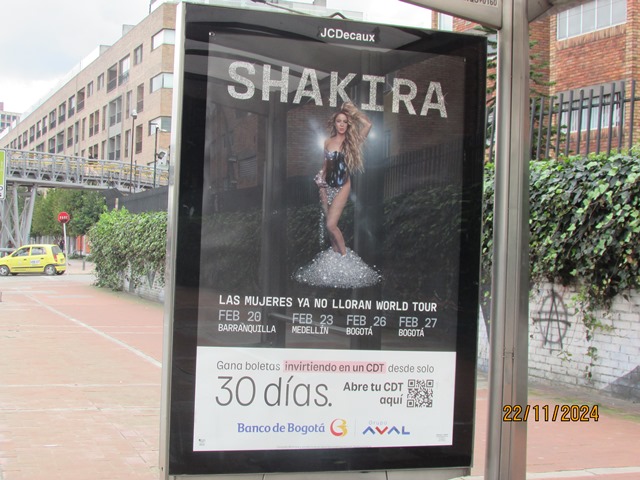 JCDecaux
SHAKIRA
LAS MUJERES YA NO LLORAN WORLD TOUR
FEB 20 FEB 23 FEB 26 FEB 27
BARRANQUILLA MEDELLÍN BOGOTÁ BOGOTÁ
Gana boletas invirtiendo en un CDT desde solo
30 días. Abre tu CDT
aquí
Banco de Bogotá Grupo
AVAL
22/11/2024